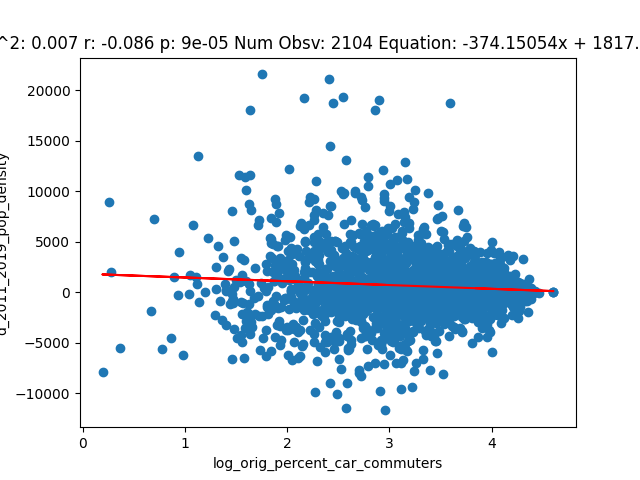 ^2: 0.007 r: -0.086 p: 9e-05 Num Obsv: 2104 Equation: -374.15054x + 1817.
20000
15000
10000
5000
0
−5000
−10000
d_2011_2019_pop_density
0 1 2 3 4
log_orig_percent_car_commuters